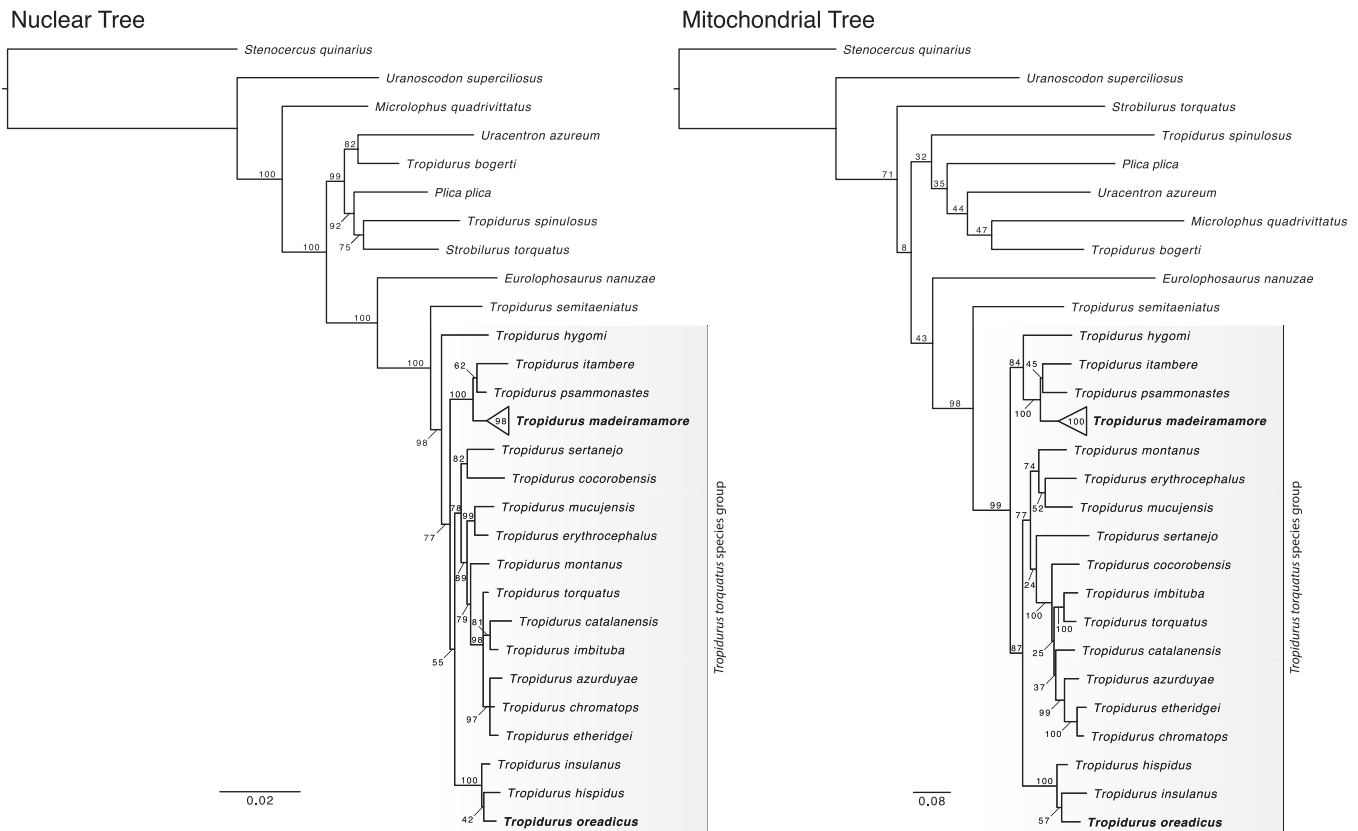 Nuclear Tree
Stenocercus quinarius
Uranoscodon superciliosus
Microlophus quadrivittatus
100
Uracentron azureum
82
Tropidurus bogerti
99
Plica plica
92
Tropidurus spinulosus
75
Strobilurus torquatus
100
Eurolophosaurus nanuzae
100
Tropidurus semitaeniatus
100
Tropidurus hygomi
98
62
Tropidurus itambere
Tropidurus psammonastes
100
98
Tropidurus madeiramamore
77
Tropidurus sertanejo
82
Tropidurus cocorobensis
78
99
Tropidurus mucujensis
Tropidurus erythrocephalus
89
Tropidurus montanus
79
Tropidurus torquatus
81
Tropidurus catalanensis
98
Tropidurus imbituba
55
Tropidurus azurduyae
Tropidurus chromatops
97
Tropidurus etheridgei
Tropidurus insulanus
100
Tropidurus hispidus
42
Tropidurus oreadicus
0.02
Tropidurus torquatus species group
Mitochondrial Tree
Stenocercus quinarius
Uranoscodon superciliosus
Strobilurus torquatus
71
Tropidurus spinulosus
32
Plica plica
35
Uracentron azureum
44
Microlophus quadrivittatus
47
Tropidurus bogerti
8
Eurolophosaurus nanuzae
43
Tropidurus semitaeniatus
98
Tropidurus hygomi
84
45
Tropidurus itambere
Tropidurus psammonastes
100
100
Tropidurus madeiramamore
99
Tropidurus montanus
74
Tropidurus erythrocephalus
52
Tropidurus mucujensis
77
Tropidurus sertanejo
24
Tropidurus cocorobensis
100
Tropidurus imbituba
100
Tropidurus torquatus
25
Tropidurus catalanensis
87
37
Tropidurus azurduyae
99
Tropidurus etheridgei
100
Tropidurus chromatops
Tropidurus hispidus
100
Tropidurus insulanus
57
Tropidurus oreadicus
0.08
Tropidurus torquatus species group